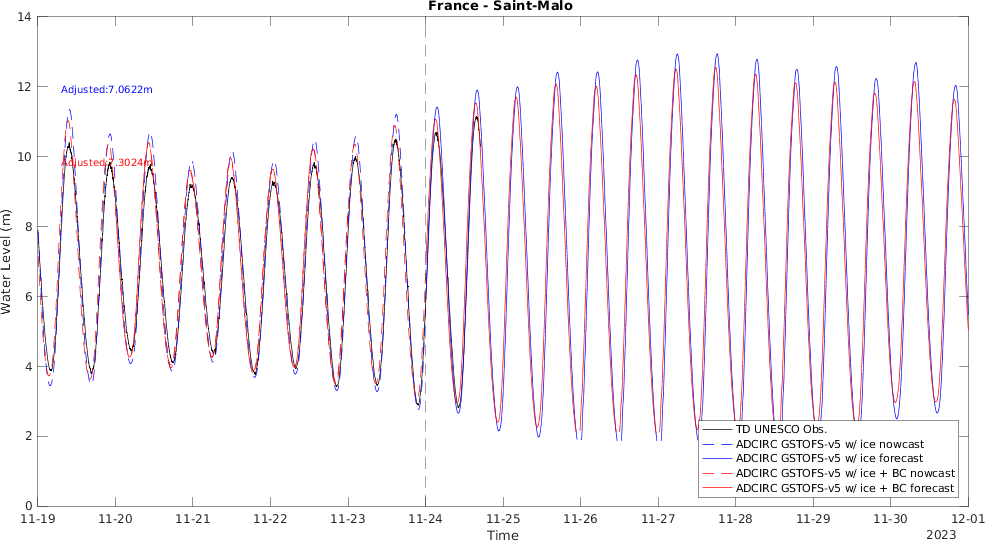 France - Saint-Malo
14
12
10
8
6
4
2
0
Water Level (m)
Adjusted:7.0622m
Adjusted:7.3024m
TD UNESCO Obs.
ADCIRC GSTOFS-v5 w/ ice nowcast
ADCIRC GSTOFS-v5 w/ ice forecast
ADCIRC GSTOFS-v5 w/ ice + BC nowcast
ADCIRC GSTOFS-v5 w/ ice + BC forecast
11-19 11-20 11-21 11-22 11-23 11-24 11-25 11-26 11-27 11-28 11-29 11-30 12-01
Time
2023